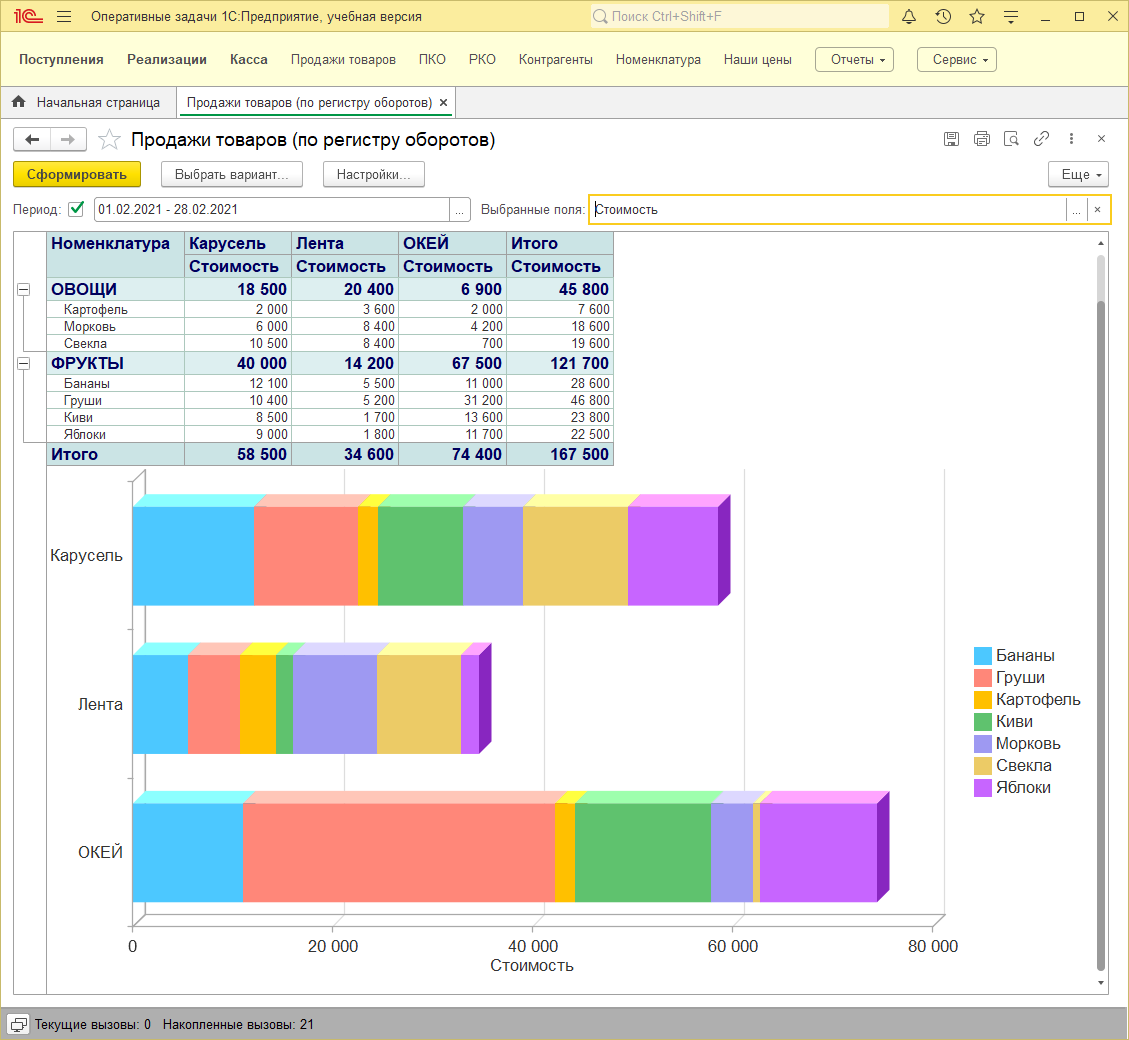 1С Оперативные задачи 1С:Предприятие, учебная версия Поиск Ctrl+Shift+F
Поступления Реализации Касса Продажи товаров ПКО РКО Контрагенты Номенклатура Наши цены Отчеты Сервис
Начальная страница Продажи товаров (по регистру оборотов) ×
Продажи товаров (по регистру оборотов)
Сформировать Выбрать вариант... Настройки... Еще
Период: 01.02.2021 - 28.02.2021 ... Выбранные поля: Стоимость ... ×
Номенклатура Карусель Лента ОКЕЙ Итого
Стоимость Стоимость Стоимость Стоимость
ОВОЩИ 18 500 20 400 6 900 45 800
Картофель 2 000 3 600 2 000 7 600
Морковь 6 000 8 400 4 200 18 600
Свекла 10 500 8 400 700 19 600
ФРУКТЫ 40 000 14 200 67 500 121 700
Бананы 12 100 5 500 11 000 28 600
Груши 10 400 5 200 31 200 46 800
Киви 8 500 1 700 13 600 23 800
Яблоки 9 000 1 800 11 700 22 500
Итого 58 500 34 600 74 400 167 500
Карусель
Лента
ОКЕЙ
0 20 000 40 000 60 000 80 000
Стоимость
Бананы
Груши
Картофель
Киви
Морковь
Свекла
Яблоки
Текущие вызовы: 0 Накопленные вызовы: 21